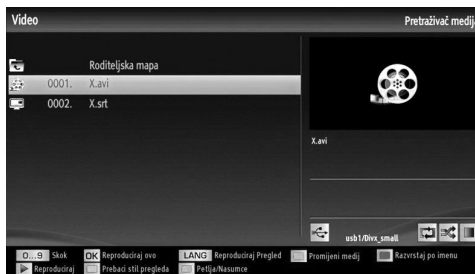 Video Pretraživač medija
Roditeljska mapa
0001. X.avi
0002. X.srt
X.avi
usb1/Divx_small
0...9 Skok OK Reproduciraj ovo LANG Reproduciraj Pregled Promijeni medij Razvrstaj po imenu
Reproduciraj Prebaci stil pregleda Petlja/Nasumce